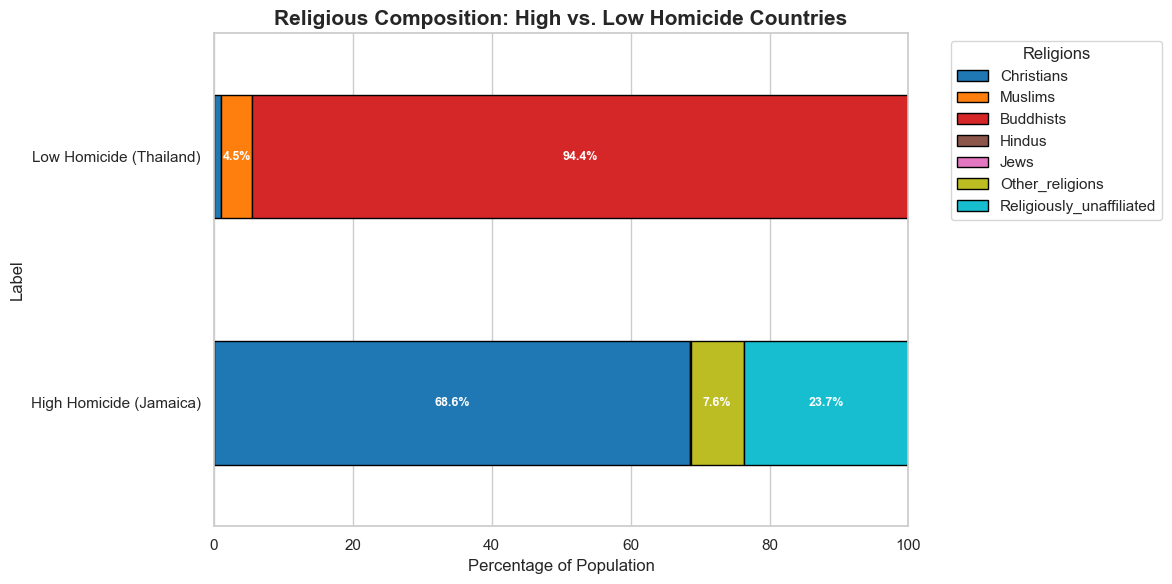 Religious Composition: High vs. Low Homicide Countries
Religions
Christians
Muslims
Buddhists
Hindus
Jews
Other_religions
Religiously_unaffiliated
Low Homicide (Thailand)
4.5%
94.4%
Label
High Homicide (Jamaica)
68.6%
7.6%
23.7%
0
20
40
60
80
100
Percentage of Population